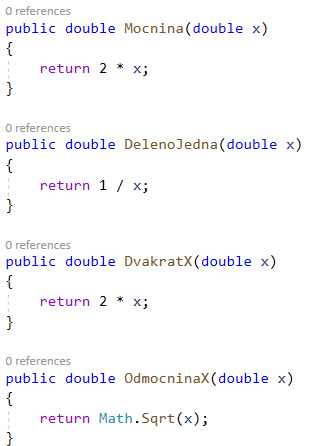 0 references
public double Mocnina(double x)
{
    return 2 * x;
}
0 references
public double DelenoJedna(double x)
{
    return 1 / x;
}
0 references
public double DvakratX(double x)
{
    return 2 * x;
}
0 references
public double OdmocninaX(double x)
{
    return Math.Sqrt(x);
}